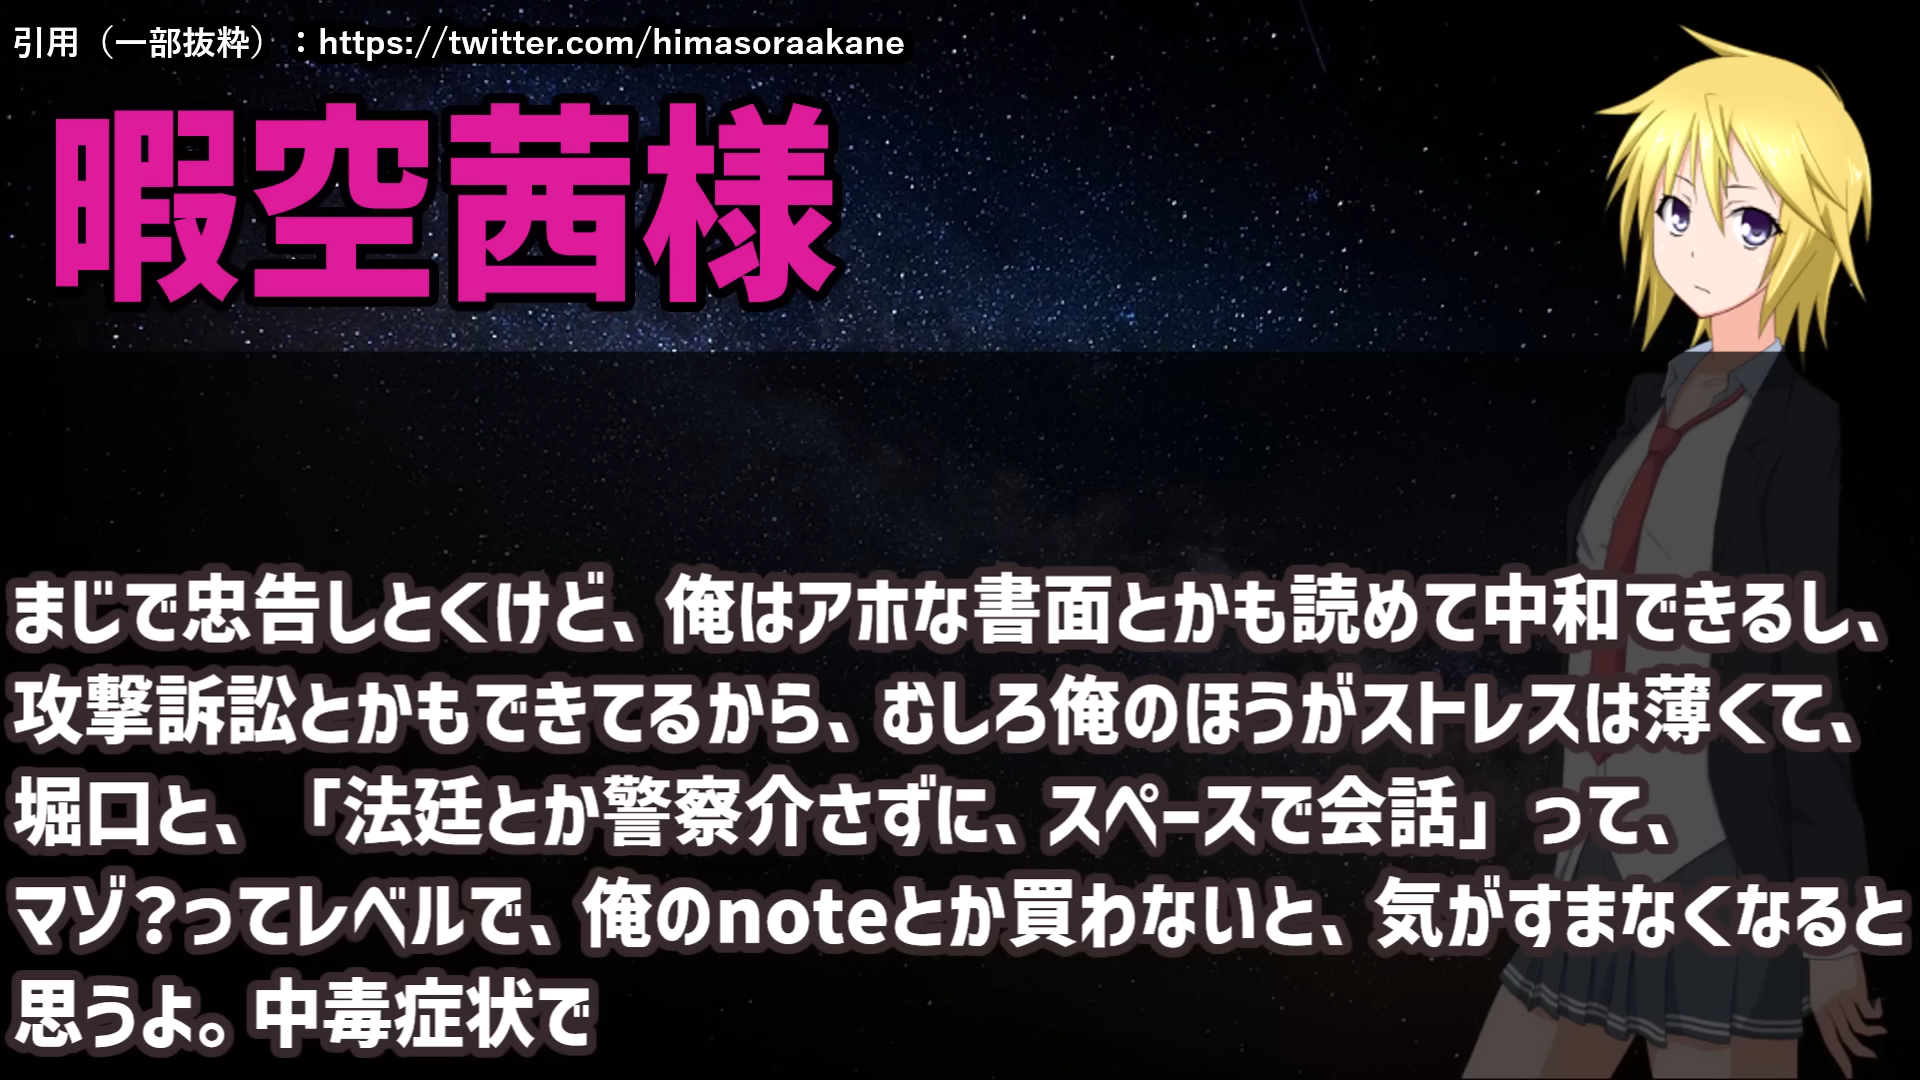 引用（一部抜粋）：https://twitter.com/himasoraakane
暇空茜様
まじで忠告しとくけど、俺はアホな書面とかも読めて中和できるし、
攻撃訴訟とかもできてるから、むしろ俺のほうがストレスは薄くて、
堀口と、「法廷とか警察介さずに、スペースで会話」って、
マゾ？ってレベルで、俺のnoteとか買わないと、気がすまなくなると
思うよ。中毒症状で